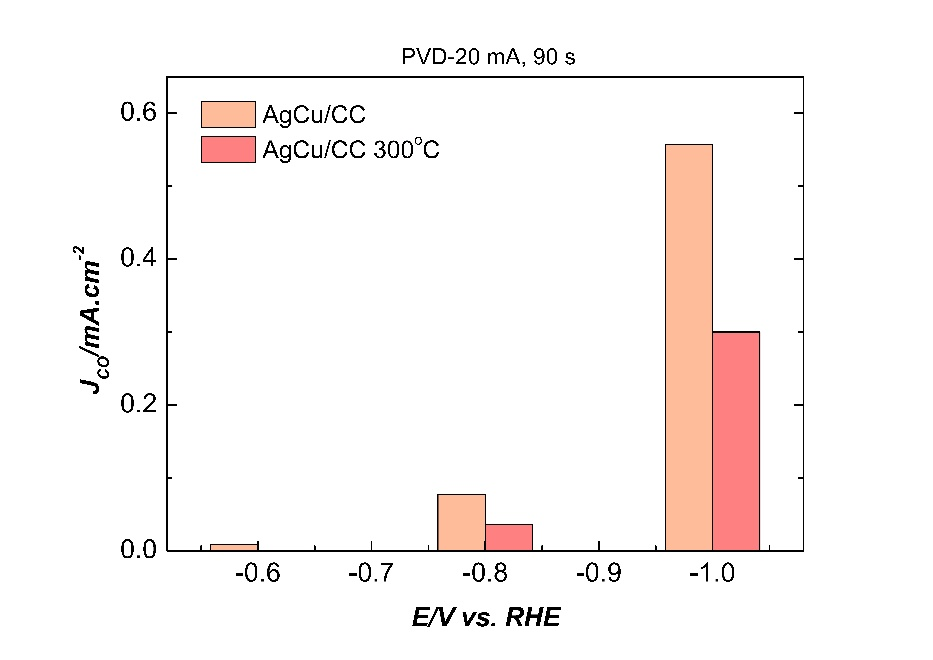 PVD-20 mA, 90 s
AgCu/CC
AgCu/CC 300°C
0.6
0.4
0.2
0.0
J_CO/mA.cm^-2
-0.6 -0.7 -0.8 -0.9 -1.0
E/V vs. RHE